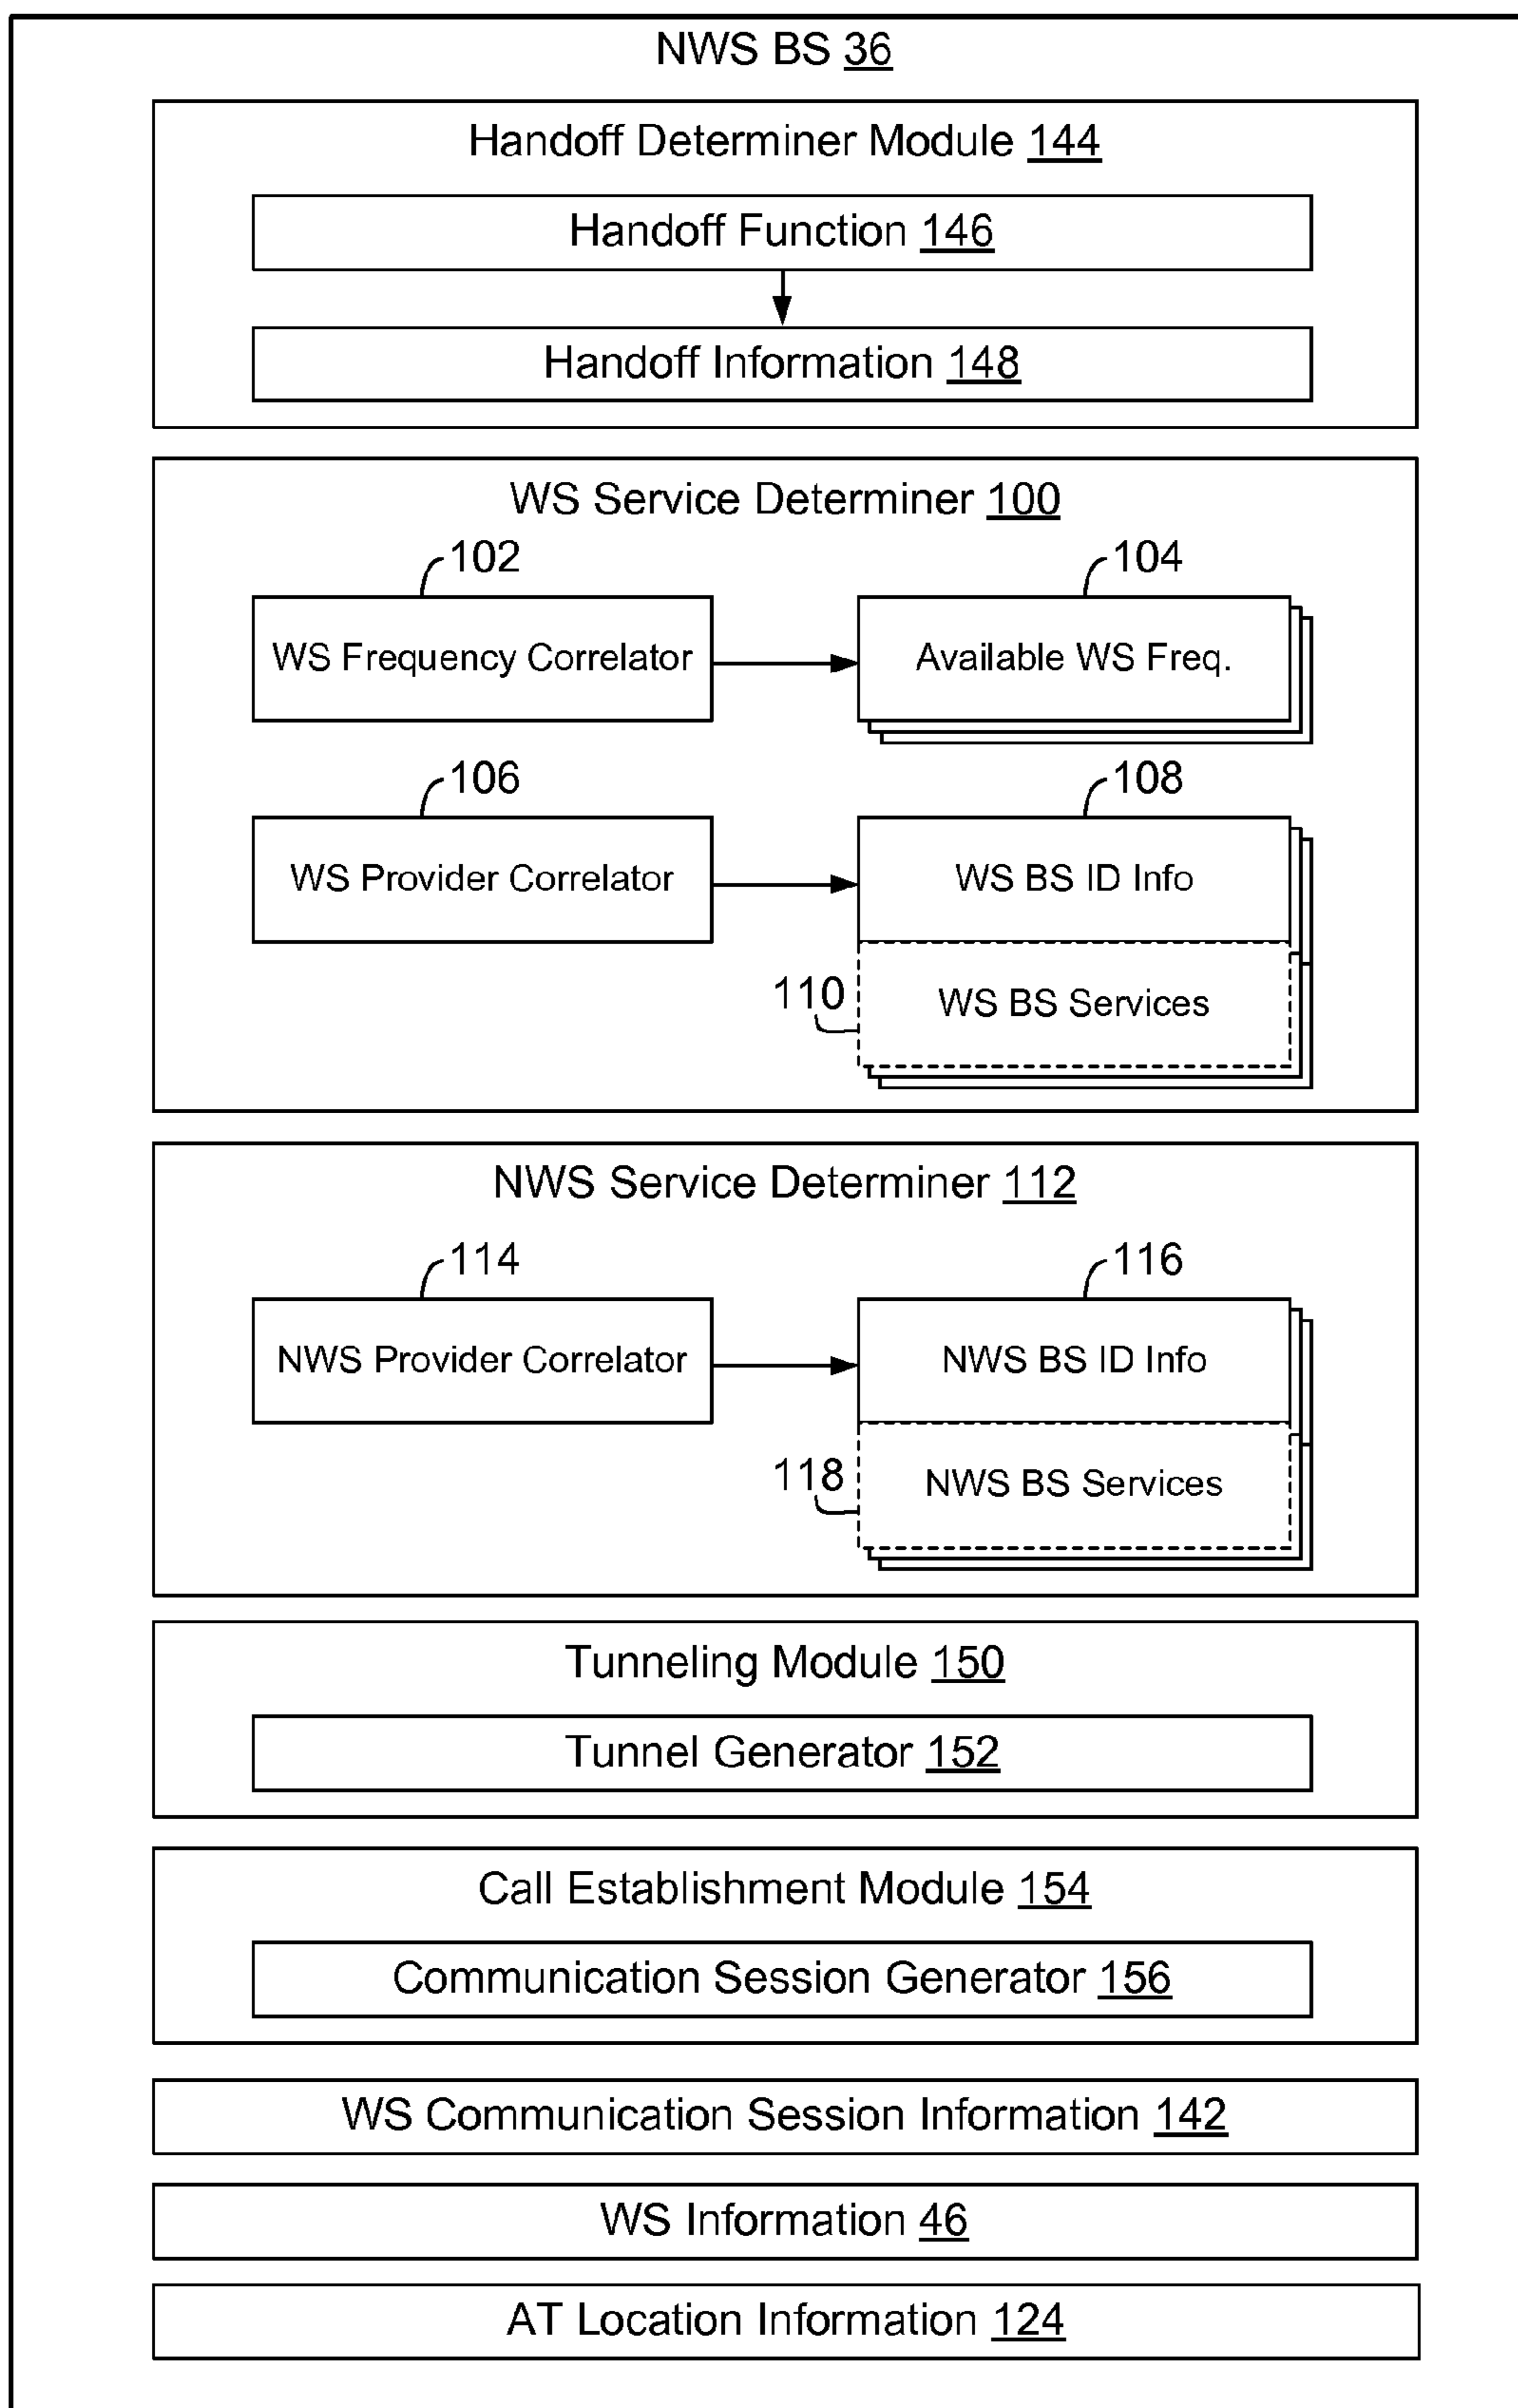 NWS BS 36
Handoff Determiner Module 144
Handoff Function 146
Handoff Information 148
WS Service Determiner 100
102
104
WS Frequency Correlator
Available WS Freq.
106
108
WS Provider Correlator
WS BS ID Info
110
WS BS Services
NWS Service Determiner 112
114
116
NWS Provider Correlator
NWS BS ID Info
118
NWS BS Services
Tunneling Module 150
Tunnel Generator 152
Call Establishment Module 154
Communication Session Generator 156
WS Communication Session Information 142
WS Information 46
AT Location Information 124